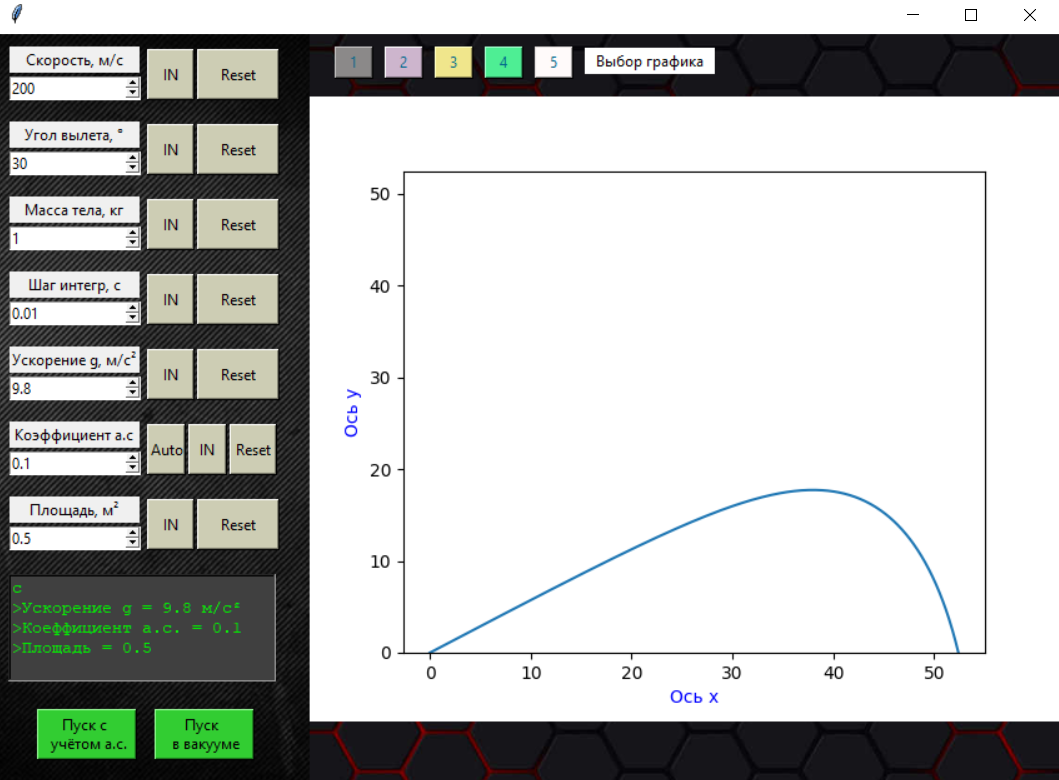 Скорость, м/с
200
IN
Reset
Угол вылета, °
30
IN
Reset
Масса тела, кг
1
IN
Reset
Шаг интегр, с
0.01
IN
Reset
Ускорение g, м/с²
9.8
IN
Reset
Коэффициент а.с
0.1
Auto
IN
Reset
Площадь, м²
0.5
IN
Reset
с
>Ускорение g = 9.8 м/с²
>Коеффициент а.с. = 0.1
>Площадь = 0.5
Пуск с
учётом а.с.
Пуск
в вакууме
1 2 3 4 5 Выбор графика
50
40
30
20
10
0
Ось y
0 10 20 30 40 50
Ось x